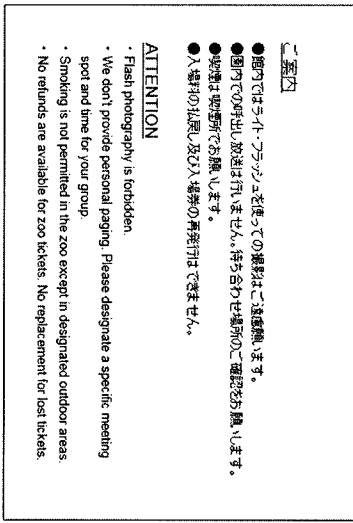 ご案内
●館内ではライト・フラッシュを使っての撮影はご遠慮願います。
●園内での呼出し放送は行いません。待ち合わせ場所のご確認をお願いします。
●喫煙は喫煙所でお願いします。
●入場料の払戻し及び入場券の再発行はできません。
ATTENTION
・Flash photography is forbidden.
・We don't provide personal paging. Please designate a specific meeting
spot and time for your group.
・Smoking is not permitted in the zoo except in designated outdoor areas.
・No refunds are available for zoo tickets. No replacement for lost tickets.